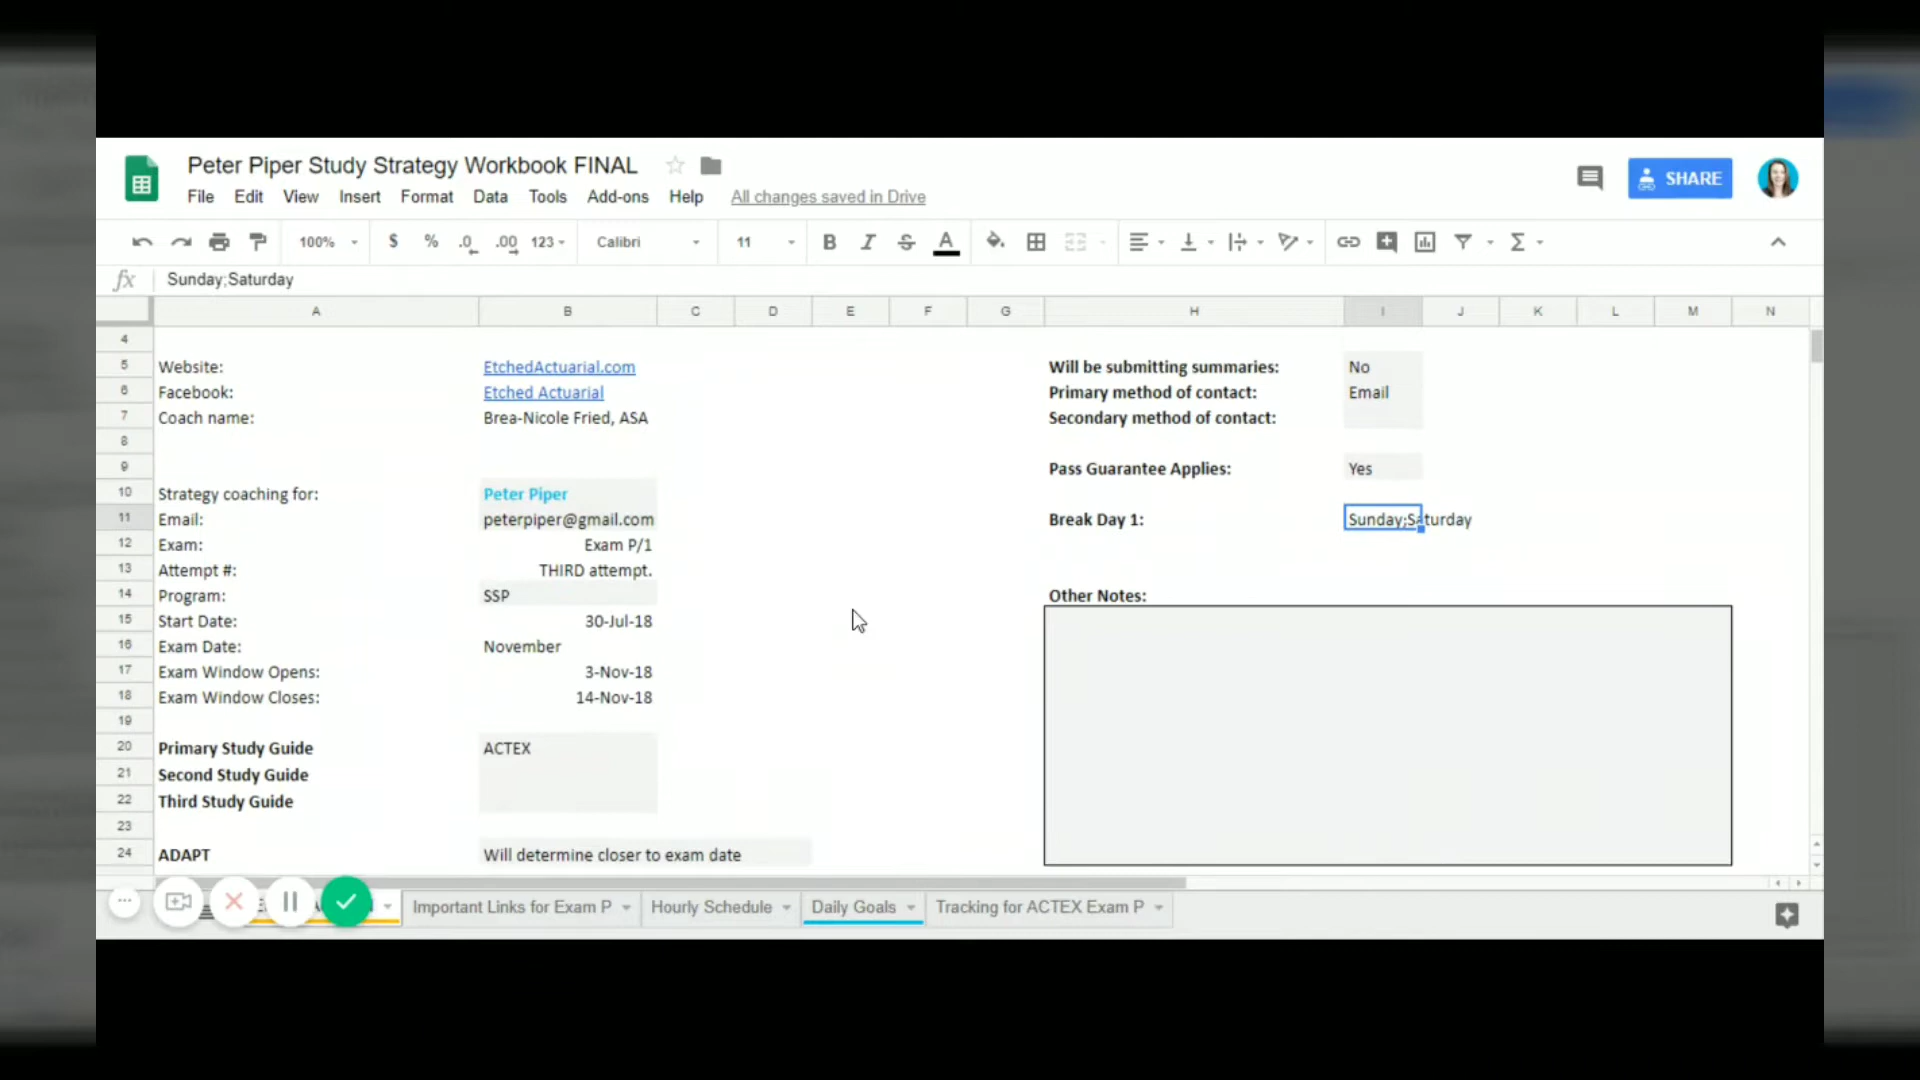 Peter Piper Study Strategy Workbook FINAL
File Edit View Insert Format Data Tools Add-ons Help All changes saved in Drive
SHARE
100% $ % .0 .00 123 Calibri 11 B I S A Σ
fx Sunday;Saturday
A B C D E F G H I J K L M N
4
5 Website: EtchedActuarial.com Will be submitting summaries: No
6 Facebook: Etched Actuarial Primary method of contact: Email
7 Coach name: Brea-Nicole Fried, ASA Secondary method of contact:
8
9 Pass Guarantee Applies: Yes
10 Strategy coaching for: Peter Piper
11 Email: peterpiper@gmail.com Break Day 1: Sunday;Saturday
12 Exam: Exam P/1
13 Attempt #: THIRD attempt.
14 Program: SSP Other Notes:
15 Start Date: 30-Jul-18
16 Exam Date: November
17 Exam Window Opens: 3-Nov-18
18 Exam Window Closes: 14-Nov-18
19
20 Primary Study Guide ACTEX
21 Second Study Guide
22 Third Study Guide
23
24 ADAPT Will determine closer to exam date
Important Links for Exam P Hourly Schedule Daily Goals Tracking for ACTEX Exam P